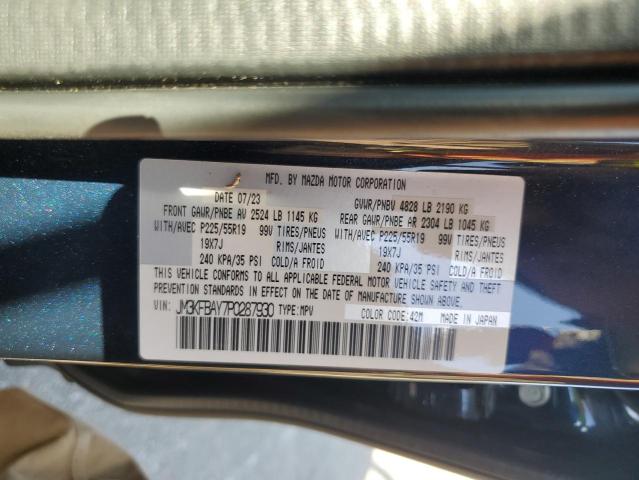 MFD. BY MAZDA MOTOR CORPORATION
DATE 07/23 GVWR/PNBV 4828 LB 2190 KG
FRONT GAWR/PNBE AV 2524 LB 1145 KG REAR GAWR/PNBE AR 2304 LB 1045 KG
WITH/AVEC P225/55R19 99V TIRES/PNEUS WITH/AVEC P225/55R19 99V TIRES/PNEUS
19X7J RIMS/JANTES 19X7J RIMS/JANTES
240 KPA/35 PSI COLD/A FROID 240 KPA/35 PSI COLD/A FROID
THIS VEHICLE CONFORMS TO ALL APPLICABLE FEDERAL MOTOR VEHICLE SAFETY AND THEFT
PREVENTION STANDARDS IN EFFECT ON THE DATE OF MANUFACTURE SHOWN ABOVE.
VIN: JM3KFBAY7P0287930 TYPE:MPV COLOR CODE:42M MADE IN JAPAN